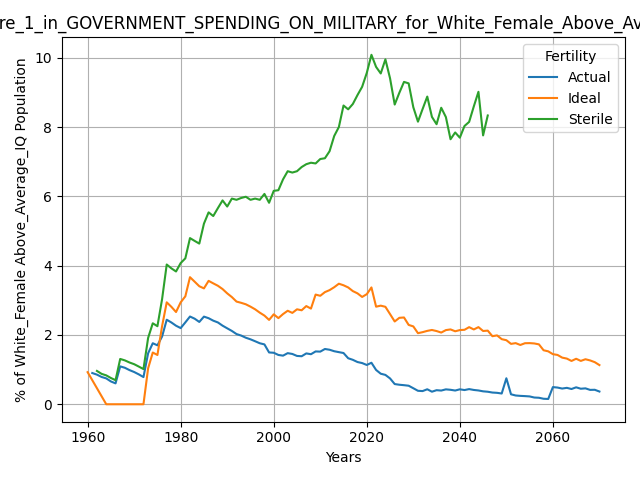 re_1_in_GOVERNMENT_SPENDING_ON_MILITARY_for_White_Female_Above_Av
% of White_Female Above_Average_IQ Population
10
8
6
4
2
0
Fertility
Actual
Ideal
Sterile
1960 1980 2000 2020 2040 2060
Years